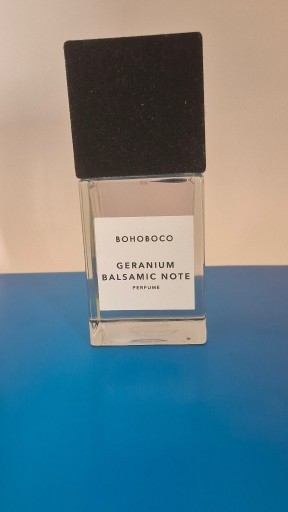 BOHOBOCO
GERANIUM
BALSAMIC NOTE
PERFUME